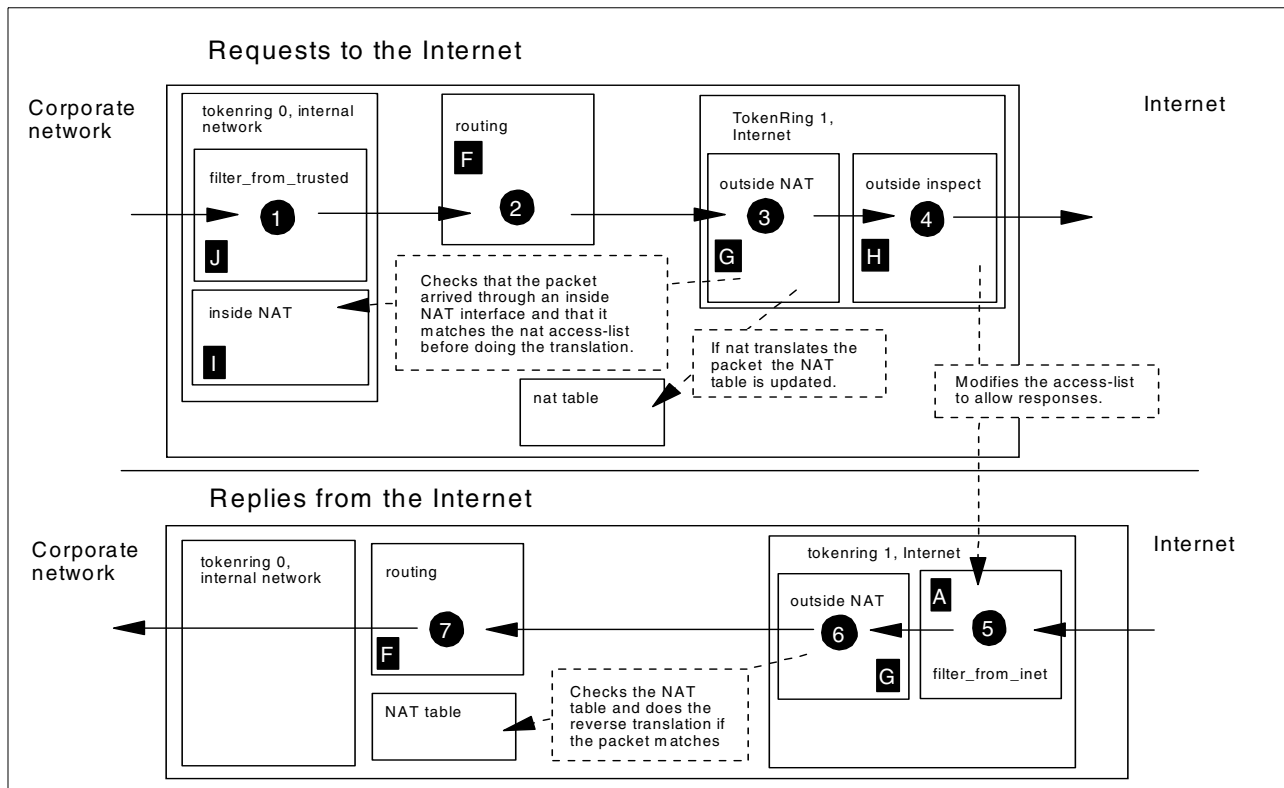 Requests to the Internet
Corporate
network
Internet
tokenring 0, internal
network
filter_from_trusted
1
J
inside NAT
I
routing
F
2
TokenRing 1,
Internet
outside NAT
3
G
outside inspect
4
H
Checks that the packet
arrived through an inside
NAT interface and that it
matches the nat access-list
before doing the translation.
If nat translates the
packet the NAT
table is updated.
nat table
Modifies the access-list
to allow responses.
Replies from the Internet
Corporate
network
Internet
tokenring 0,
internal network
routing
7
F
NAT table
Checks the NAT
table and does the
reverse translation if
the packet matches
tokenring 1, Internet
outside NAT
6
G
A
5
filter_from_inet